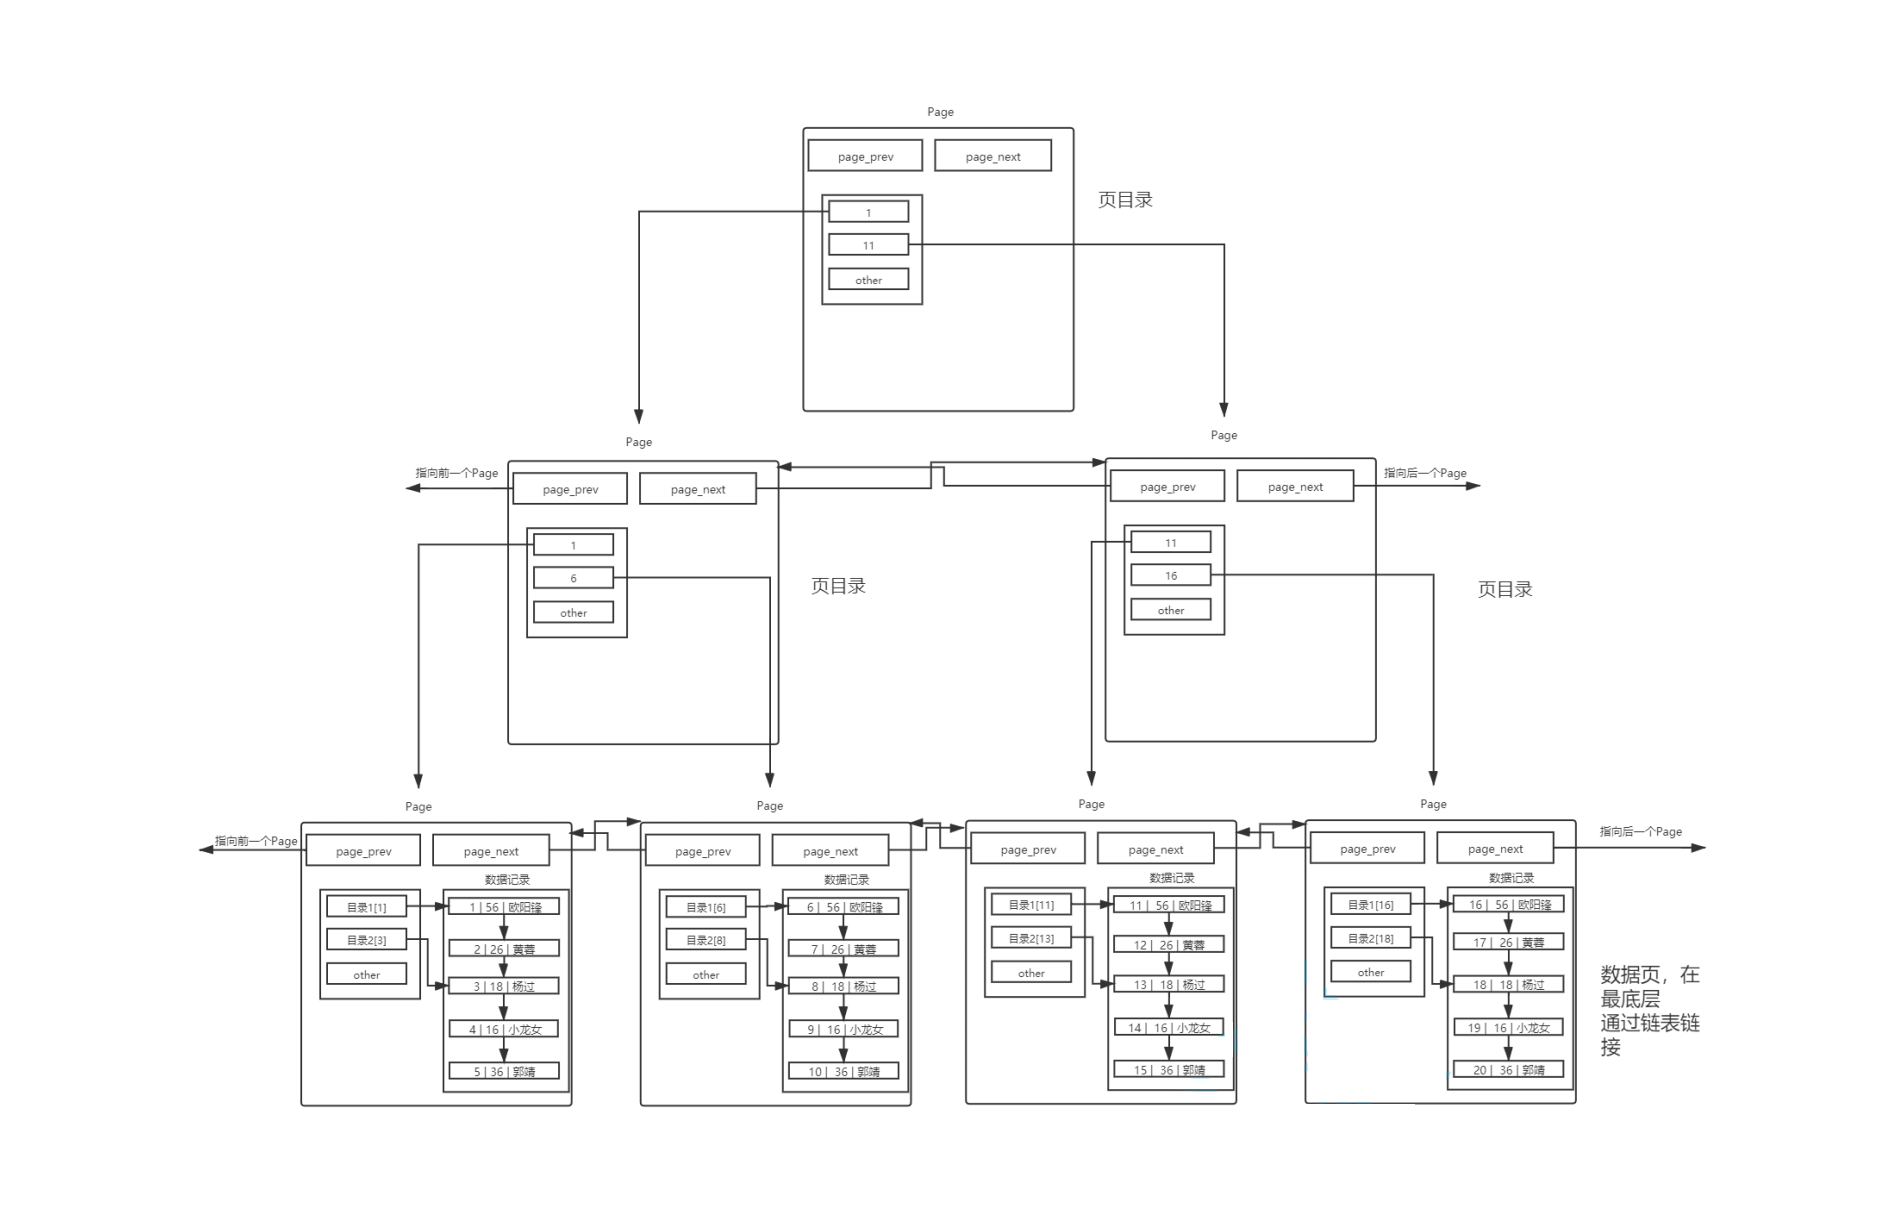 Page
page_prev
page_next
页目录
1
11
other
Page
指向前一个Page
page_prev
page_next
1
6
other
页目录
Page
page_prev
page_next
指向后一个Page
11
16
other
页目录
Page
指向前一个Page
page_prev
page_next
数据记录
目录1[1]
目录2[3]
other
1 | 56 | 欧阳锋
2 | 26 | 黄蓉
3 | 18 | 杨过
4 | 16 | 小龙女
5 | 36 | 郭靖
Page
page_prev
page_next
数据记录
目录1[6]
目录2[8]
other
6 | 56 | 欧阳锋
7 | 26 | 黄蓉
8 | 18 | 杨过
9 | 16 | 小龙女
10 | 36 | 郭靖
Page
page_prev
page_next
数据记录
目录1[11]
目录2[13]
other
11 | 56 | 欧阳锋
12 | 26 | 黄蓉
13 | 18 | 杨过
14 | 16 | 小龙女
15 | 36 | 郭靖
Page
page_prev
page_next
指向后一个Page
数据记录
目录1[16]
目录2[18]
other
16 | 56 | 欧阳锋
17 | 26 | 黄蓉
18 | 18 | 杨过
19 | 16 | 小龙女
20 | 36 | 郭靖
数据页，在
最底层
通过链表链
接